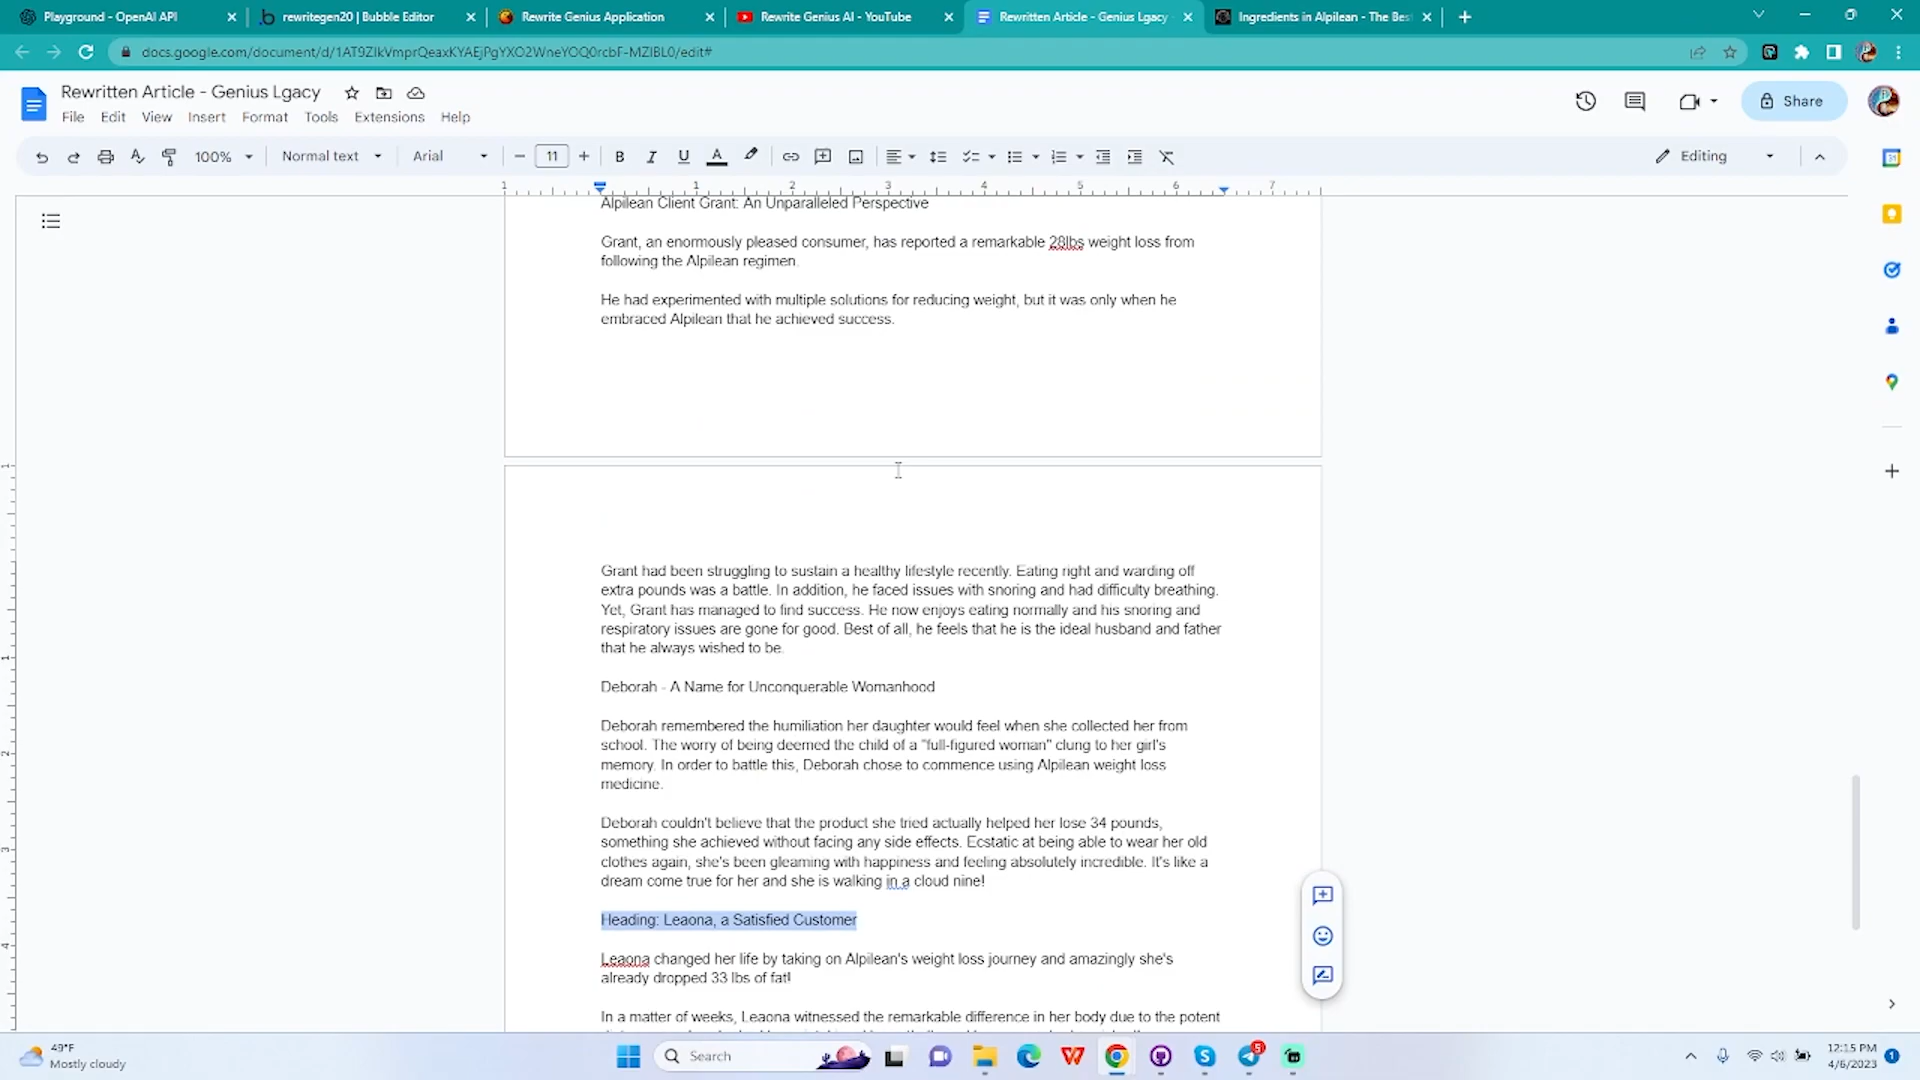 Playground - OpenAI API
rewritegen20 | Bubble Editor
Rewrite Genius Application
Rewrite Genius AI - YouTube
Rewritten Article - Genius Lgacy
Ingredients in Alpilean - The Bes
docs.google.com/document/d/1AT9ZIkVmprQeaxKYAEjPgYXO2WneYOQ0rcbF-MZIBL0/edit#
Rewritten Article - Genius Lgacy
File Edit View Insert Format Tools Extensions Help
Share
100% Normal text Arial 11 Editing
1 1 2 3 4 5 6 7
Alpilean Client Grant: An Unparalleled Perspective
Grant, an enormously pleased consumer, has reported a remarkable 28lbs weight loss from
following the Alpilean regimen.
He had experimented with multiple solutions for reducing weight, but it was only when he
embraced Alpilean that he achieved success.
Grant had been struggling to sustain a healthy lifestyle recently. Eating right and warding off
extra pounds was a battle. In addition, he faced issues with snoring and had difficulty breathing.
Yet, Grant has managed to find success. He now enjoys eating normally and his snoring and
respiratory issues are gone for good. Best of all, he feels that he is the ideal husband and father
that he always wished to be.
Deborah - A Name for Unconquerable Womanhood
Deborah remembered the humiliation her daughter would feel when she collected her from
school. The worry of being deemed the child of a "full-figured woman" clung to her girl's
memory. In order to battle this, Deborah chose to commence using Alpilean weight loss
medicine.
Deborah couldn't believe that the product she tried actually helped her lose 34 pounds,
something she achieved without facing any side effects. Ecstatic at being able to wear her old
clothes again, she's been gleaming with happiness and feeling absolutely incredible. It's like a
dream come true for her and she is walking in a cloud nine!
Heading: Leaona, a Satisfied Customer
Leaona changed her life by taking on Alpilean's weight loss journey and amazingly she's
already dropped 33 lbs of fat!
In a matter of weeks, Leaona witnessed the remarkable difference in her body due to the potent
49°F
Mostly cloudy
Search
5
12:15 PM
4/6/2023
1